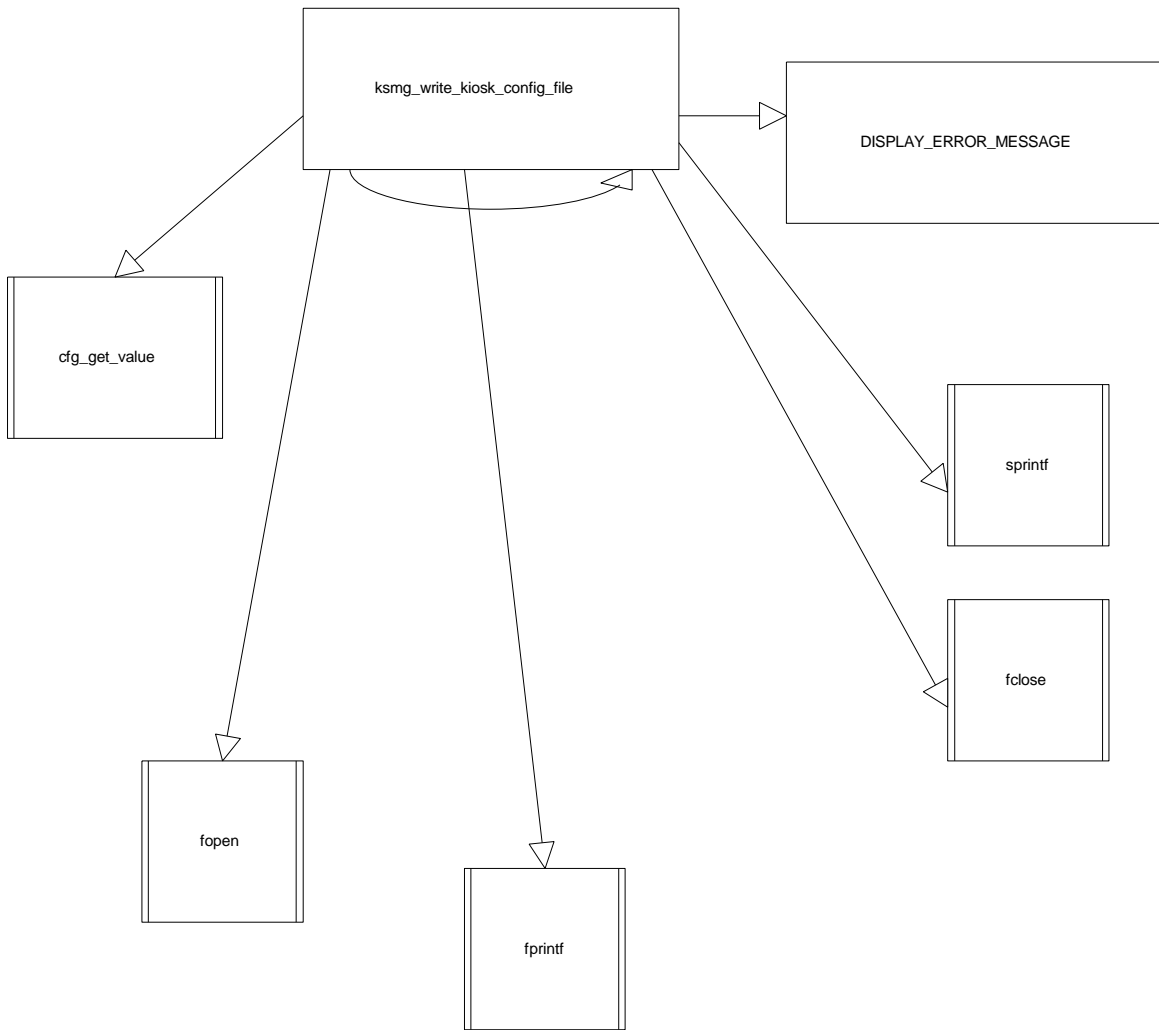 ksmg_write_kiosk_config_file
DISPLAY_ERROR_MESSAGE
cfg_get_value
sprintf
fclose
fopen
fprintf